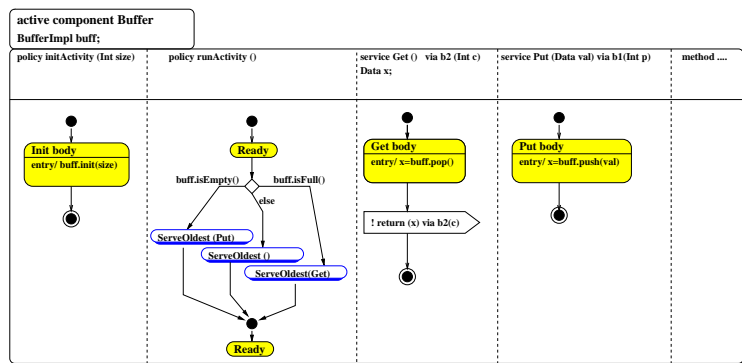 active component Buffer
BufferImpl buff;
policy initActivity (Int size)
policy runActivity ()
service Get () via b2 (Int c)
Data x;
service Put (Data val) via b1(Int p)
method ....
Init body
entry/ buff.init(size)
Ready
buff.isEmpty()
buff.isFull()
else
ServeOldest (Put)
ServeOldest ()
ServeOldest(Get)
Ready
Get body
entry/ x=buff.pop()
! return (x) via b2(c)
Put body
entry/ x=buff.push(val)